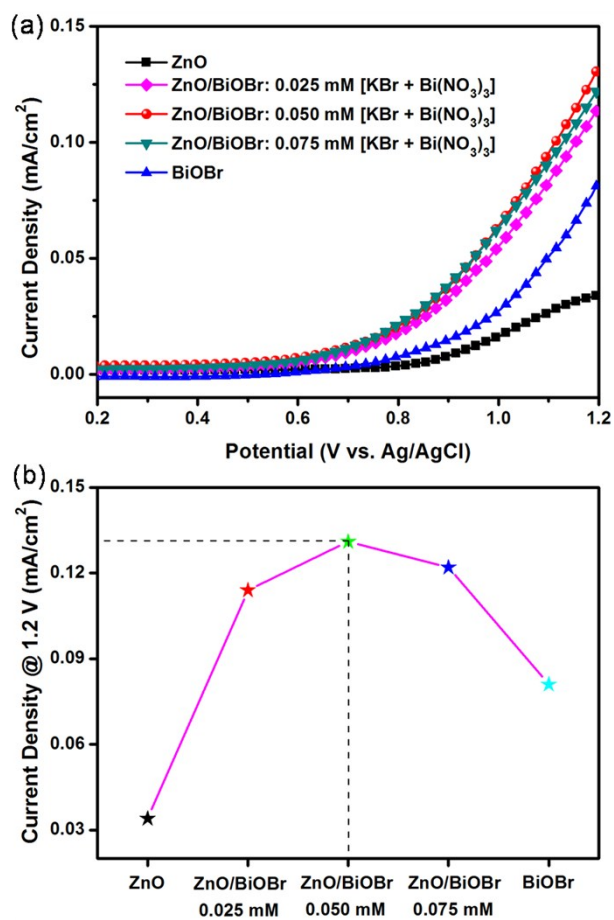 (a)
0.15
0.10
0.05
0.00
Current Density (mA/cm²)
ZnO
ZnO/BiOBr: 0.025 mM [KBr + Bi(NO₃)₃]
ZnO/BiOBr: 0.050 mM [KBr + Bi(NO₃)₃]
ZnO/BiOBr: 0.075 mM [KBr + Bi(NO₃)₃]
BiOBr
0.2 0.4 0.6 0.8 1.0 1.2
Potential (V vs. Ag/AgCl)
(b)
0.15
0.12
0.09
0.06
0.03
Current Density @ 1.2 V (mA/cm²)
ZnO ZnO/BiOBr ZnO/BiOBr ZnO/BiOBr BiOBr
0.025 mM 0.050 mM 0.075 mM